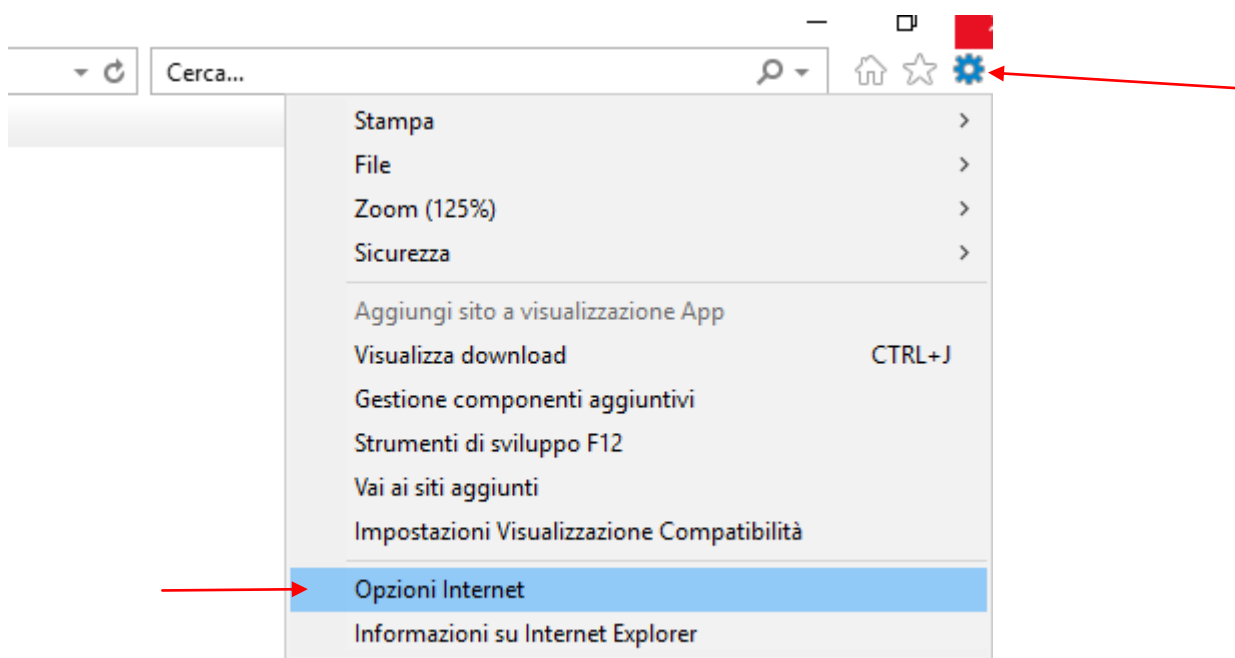 Cerca...
Stampa
File
Zoom (125%)
Sicurezza
Aggiungi sito a visualizzazione App
Visualizza download CTRL+J
Gestione componenti aggiuntivi
Strumenti di sviluppo F12
Vai ai siti aggiunti
Impostazioni Visualizzazione Compatibilità
Opzioni Internet
Informazioni su Internet Explorer